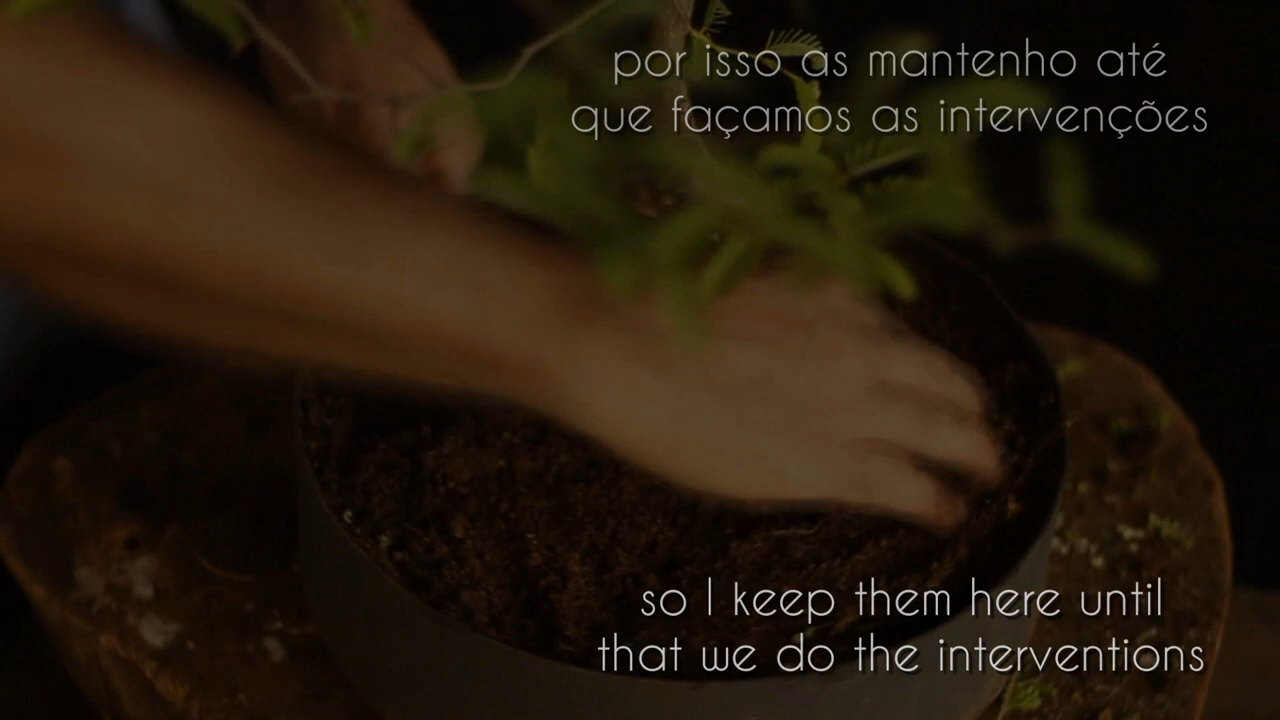 por isso as mantenho até
que façamos as intervenções
so I keep them here until
that we do the interventions